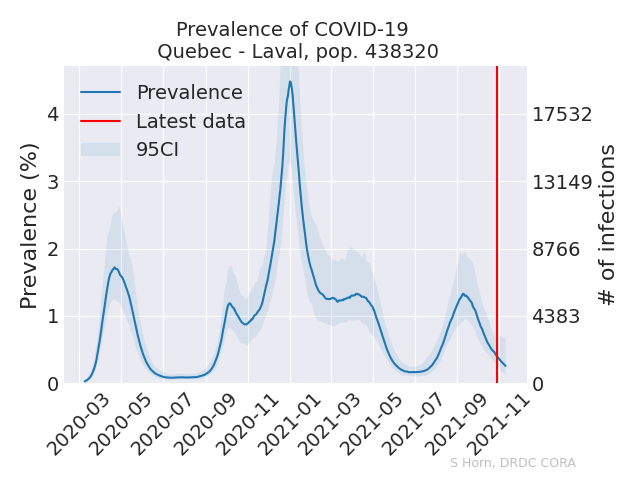 Prevalence of COVID-19
Quebec - Laval, pop. 438320
Prevalence
Latest data
95CI
Prevalence (%)
4
3
2
1
0
17532
13149
8766
4383
0
# of infections
2020-03
2020-05
2020-07
2020-09
2020-11
2021-01
2021-03
2021-05
2021-07
2021-09
2021-11
S Horn, DRDC CORA